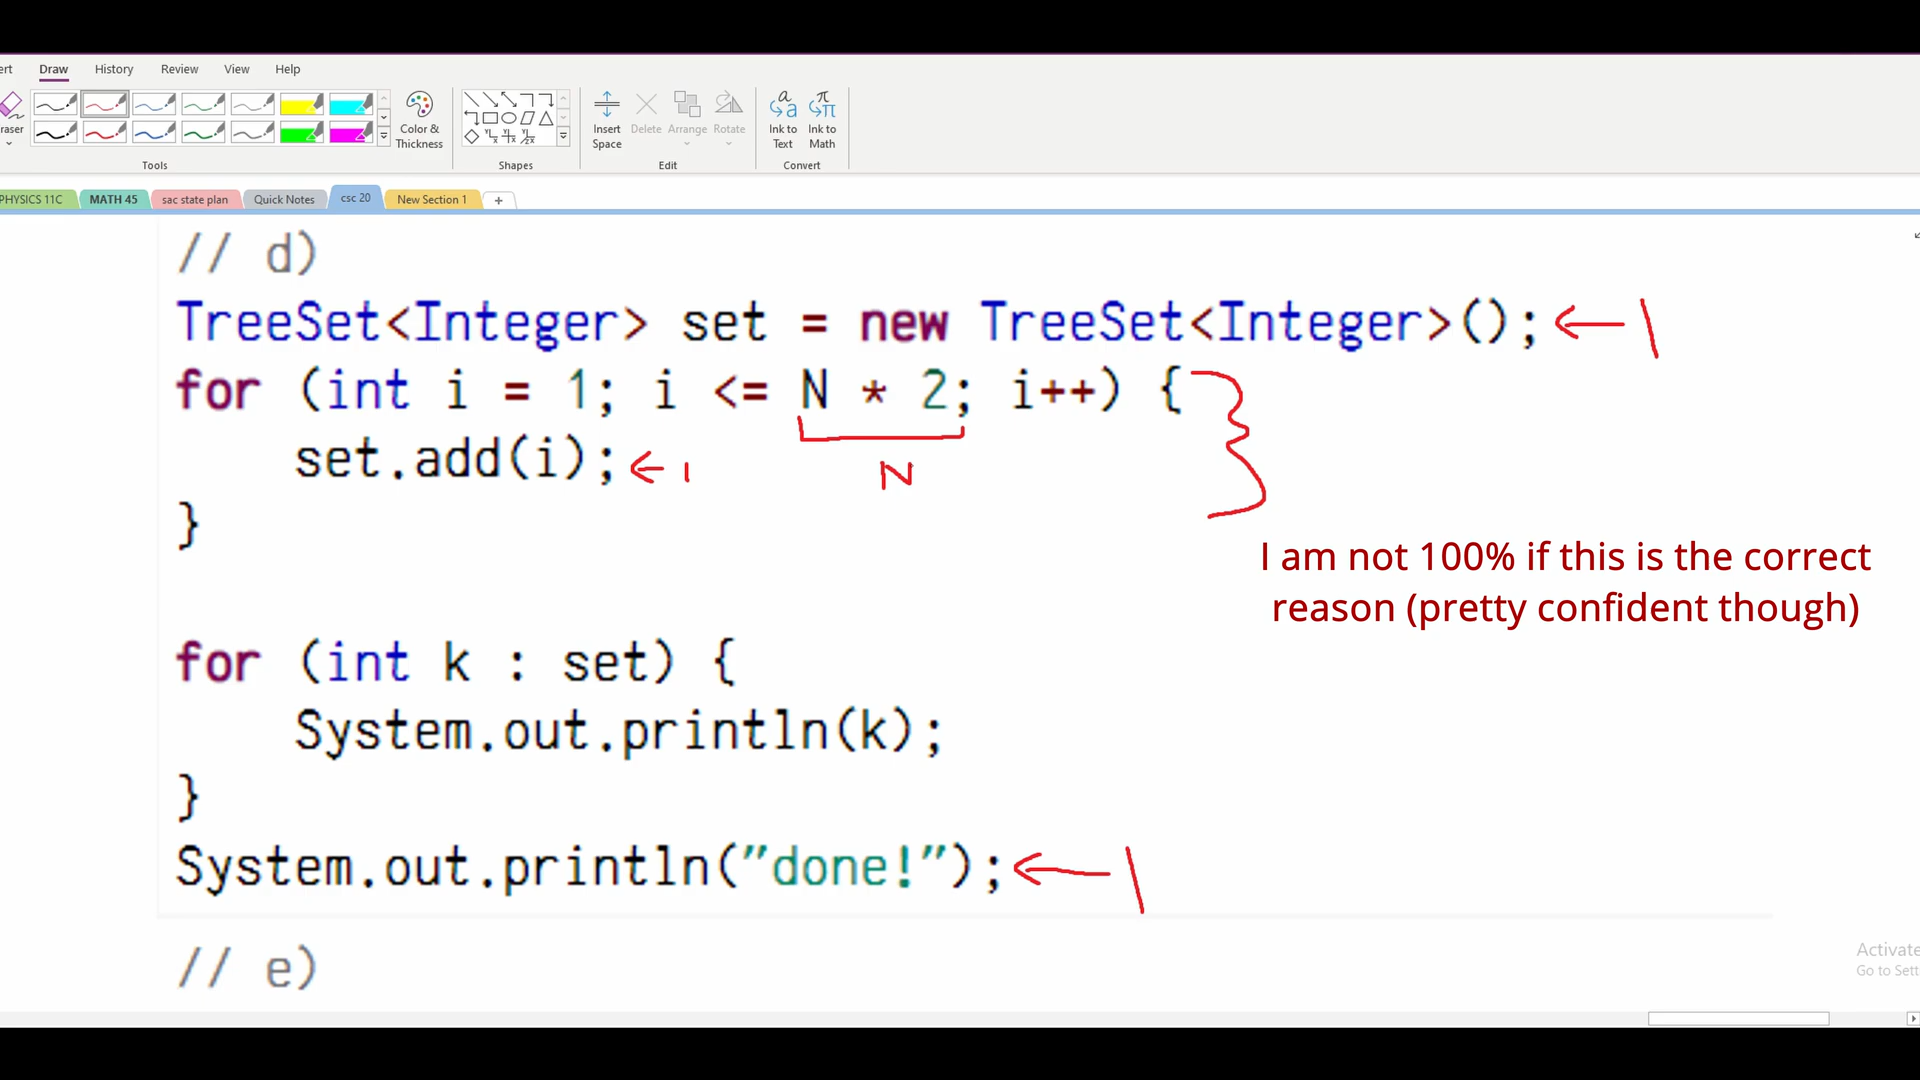 ert Draw History Review View Help
raser
Color & Thickness
Insert Space
Delete
Arrange
Rotate
Ink to Text
Ink to Math
Tools
Shapes
Edit
Convert
PHYSICS 11C MATH 45 sac state plan Quick Notes csc 20 New Section 1 +
// d)
TreeSet<Integer> set = new TreeSet<Integer>(); ← 1
for (int i = 1; i <= N * 2; i++) {
set.add(i); ← 1 N
}
I am not 100% if this is the correct
reason (pretty confident though)
for (int k : set) {
System.out.println(k);
}
System.out.println("done!"); ← 1
// e)
Activate
Go to Sett